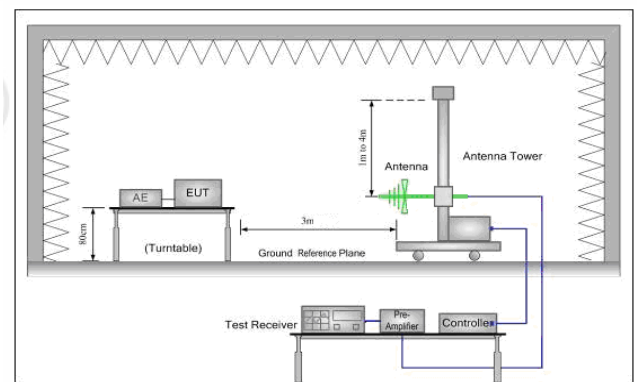 1m to 4m
Antenna
Antenna Tower
AE
EUT
80cm
(Turntable)
3m
Ground Reference Plane
Test Receiver
Pre-
Amplifier
Controller